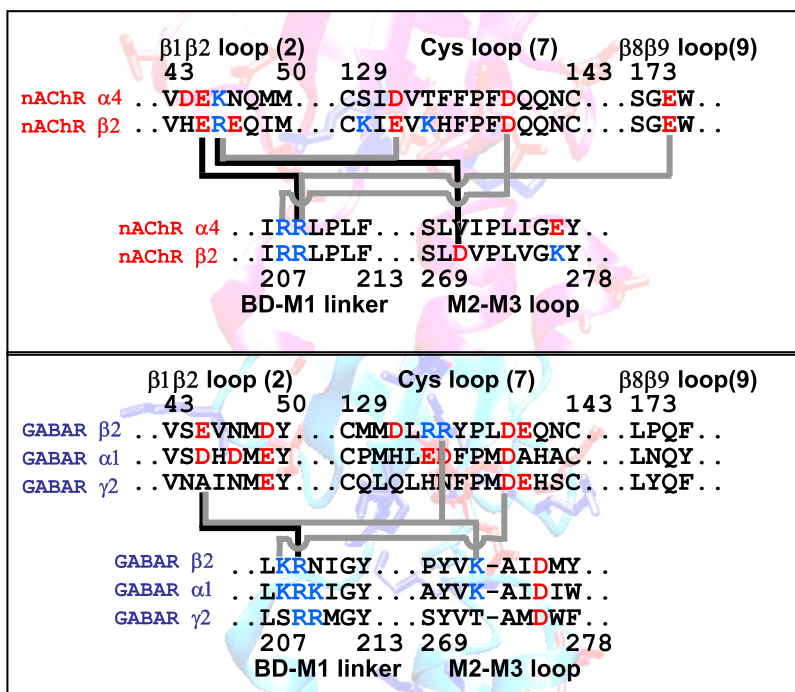 β1β2 loop (2) Cys loop (7) β8β9 loop(9)
43 50 129 143 173
nAChR α4 ..VDEKNQMM...CSIDVTFFPFDQQNC...SGEW..
nAChR β2 ..VHEREQIM...CKIEVKHFPFDQQNC...SGEW..
nAChR α4 ..IRRLPLF...SLVIPLIGEY..
nAChR β2 ..IRRLPLF...SLDVPLVGKY..
207 213 269 278
BD-M1 linker M2-M3 loop
β1β2 loop (2) Cys loop (7) β8β9 loop(9)
43 50 129 143 173
GABAR β2 ..VSEVNMDY...CMMDLRRYPLDEQNC...LPQF..
GABAR α1 ..VSDHDMEY...CPMHLEDFPMDAHAC...LNQY..
GABAR γ2 ..VNAINMEY...CQLQLHNFPMDEHSC...LYQF..
GABAR β2 ..LKRNIGY...PYVK-AIDMY..
GABAR α1 ..LKRKIGY...AYVK-AIDIW..
GABAR γ2 ..LSRRMGY...SYVT-AMDWF..
207 213 269 278
BD-M1 linker M2-M3 loop